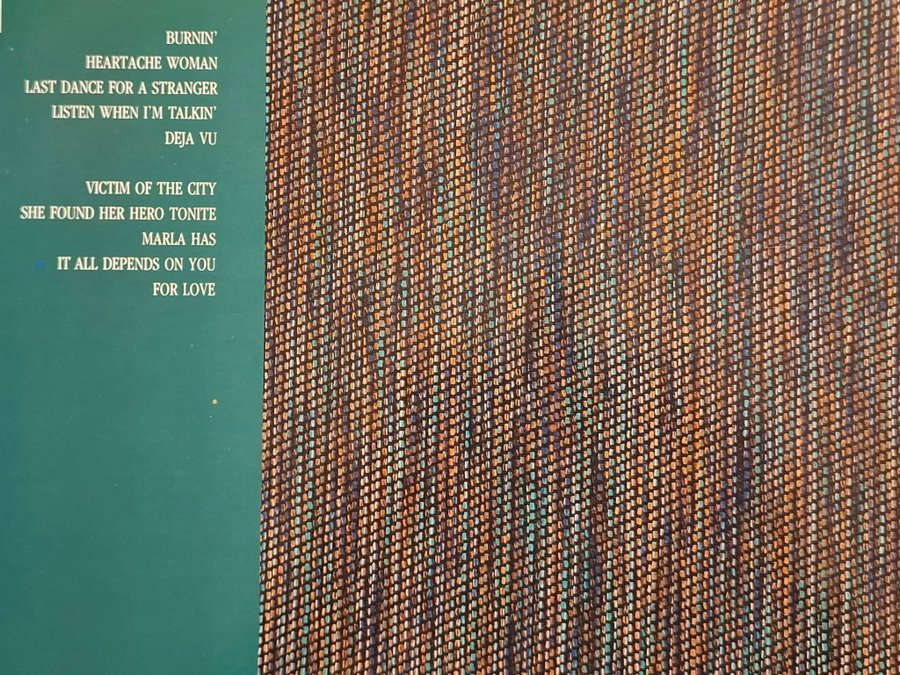 BURNIN'
HEARTACHE WOMAN
LAST DANCE FOR A STRANGER
LISTEN WHEN I'M TALKIN'
DEJA VU
VICTIM OF THE CITY
SHE FOUND HER HERO TONITE
MARLA HAS
IT ALL DEPENDS ON YOU
FOR LOVE